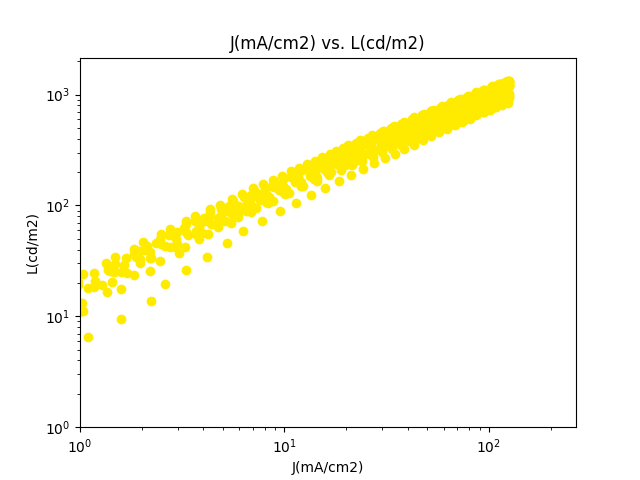 J(mA/cm2) vs. L(cd/m2)
L(cd/m2)
10³
10²
10¹
10⁰
10⁰ 10¹ 10²
J(mA/cm2)